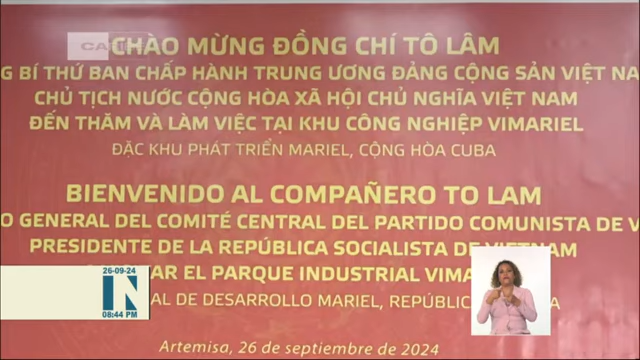 CA
CHÀO MỪNG ĐỒNG CHÍ TÔ LÂM
G BÍ THƯ BAN CHẤP HÀNH TRUNG ƯƠNG ĐẢNG CỘNG SẢN VIỆT NA
CHỦ TỊCH NƯỚC CỘNG HÒA XÃ HỘI CHỦ NGHĨA VIỆT NAM
ĐẾN THĂM VÀ LÀM VIỆC TẠI KHU CÔNG NGHIỆP VIMARIEL
ĐẶC KHU PHÁT TRIỂN MARIEL, CỘNG HÒA CUBA
BIENVENIDO AL COMPAÑERO TO LAM
O GENERAL DEL COMITÉ CENTRAL DEL PARTIDO COMUNISTA DE V
PRESIDENTE DE LA REPÚBLICA SOCIALISTA DE VIETNAM
AR EL PARQUE INDUSTRIAL VIMA
AL DE DESARROLLO MARIEL, REPÚBLIC A
Artemisa, 26 de septiembre de 2024
26-09-24
N
08:44 PM